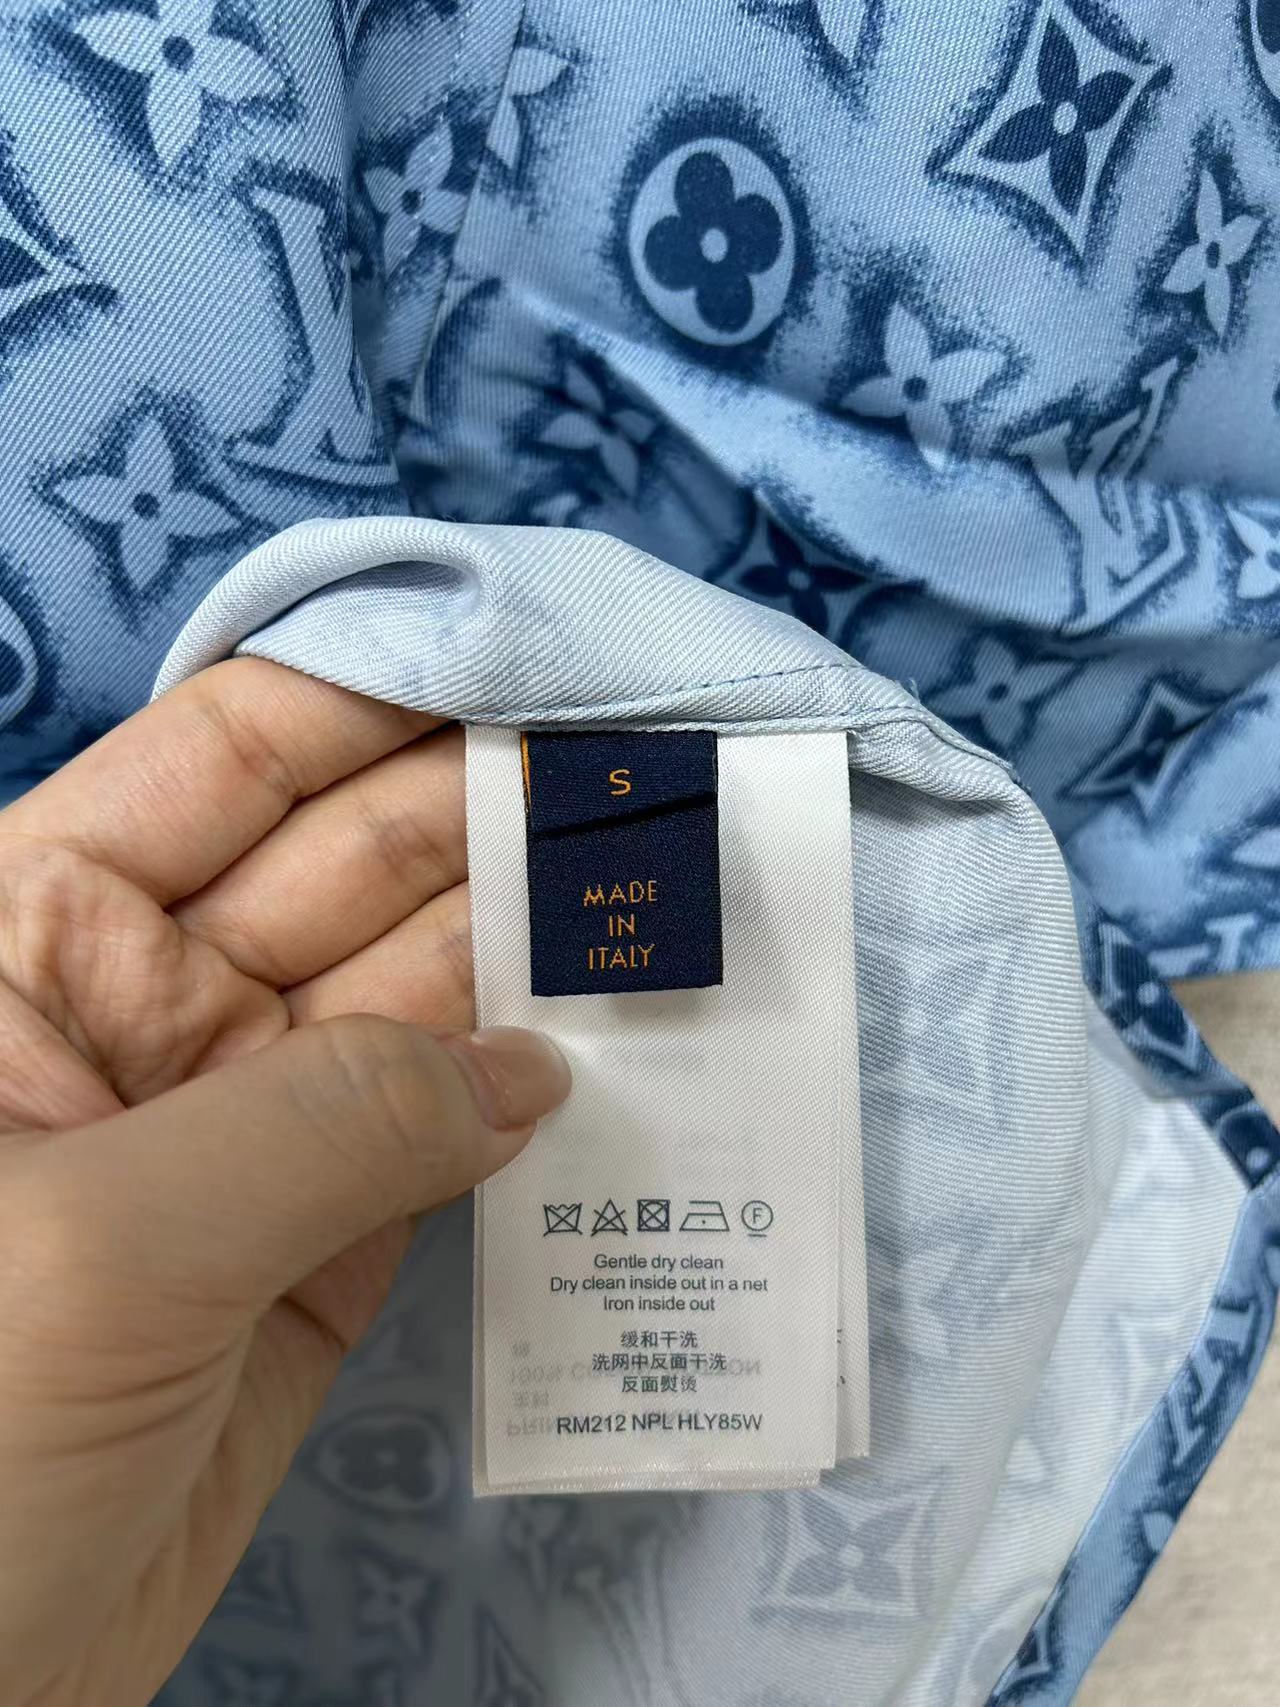 S
MADE
IN
ITALY
F
Gentle dry clean
Dry clean inside out in a net
Iron inside out
缓和干洗
洗网中反面干洗
反面熨烫
RM212 NPL HLY85W